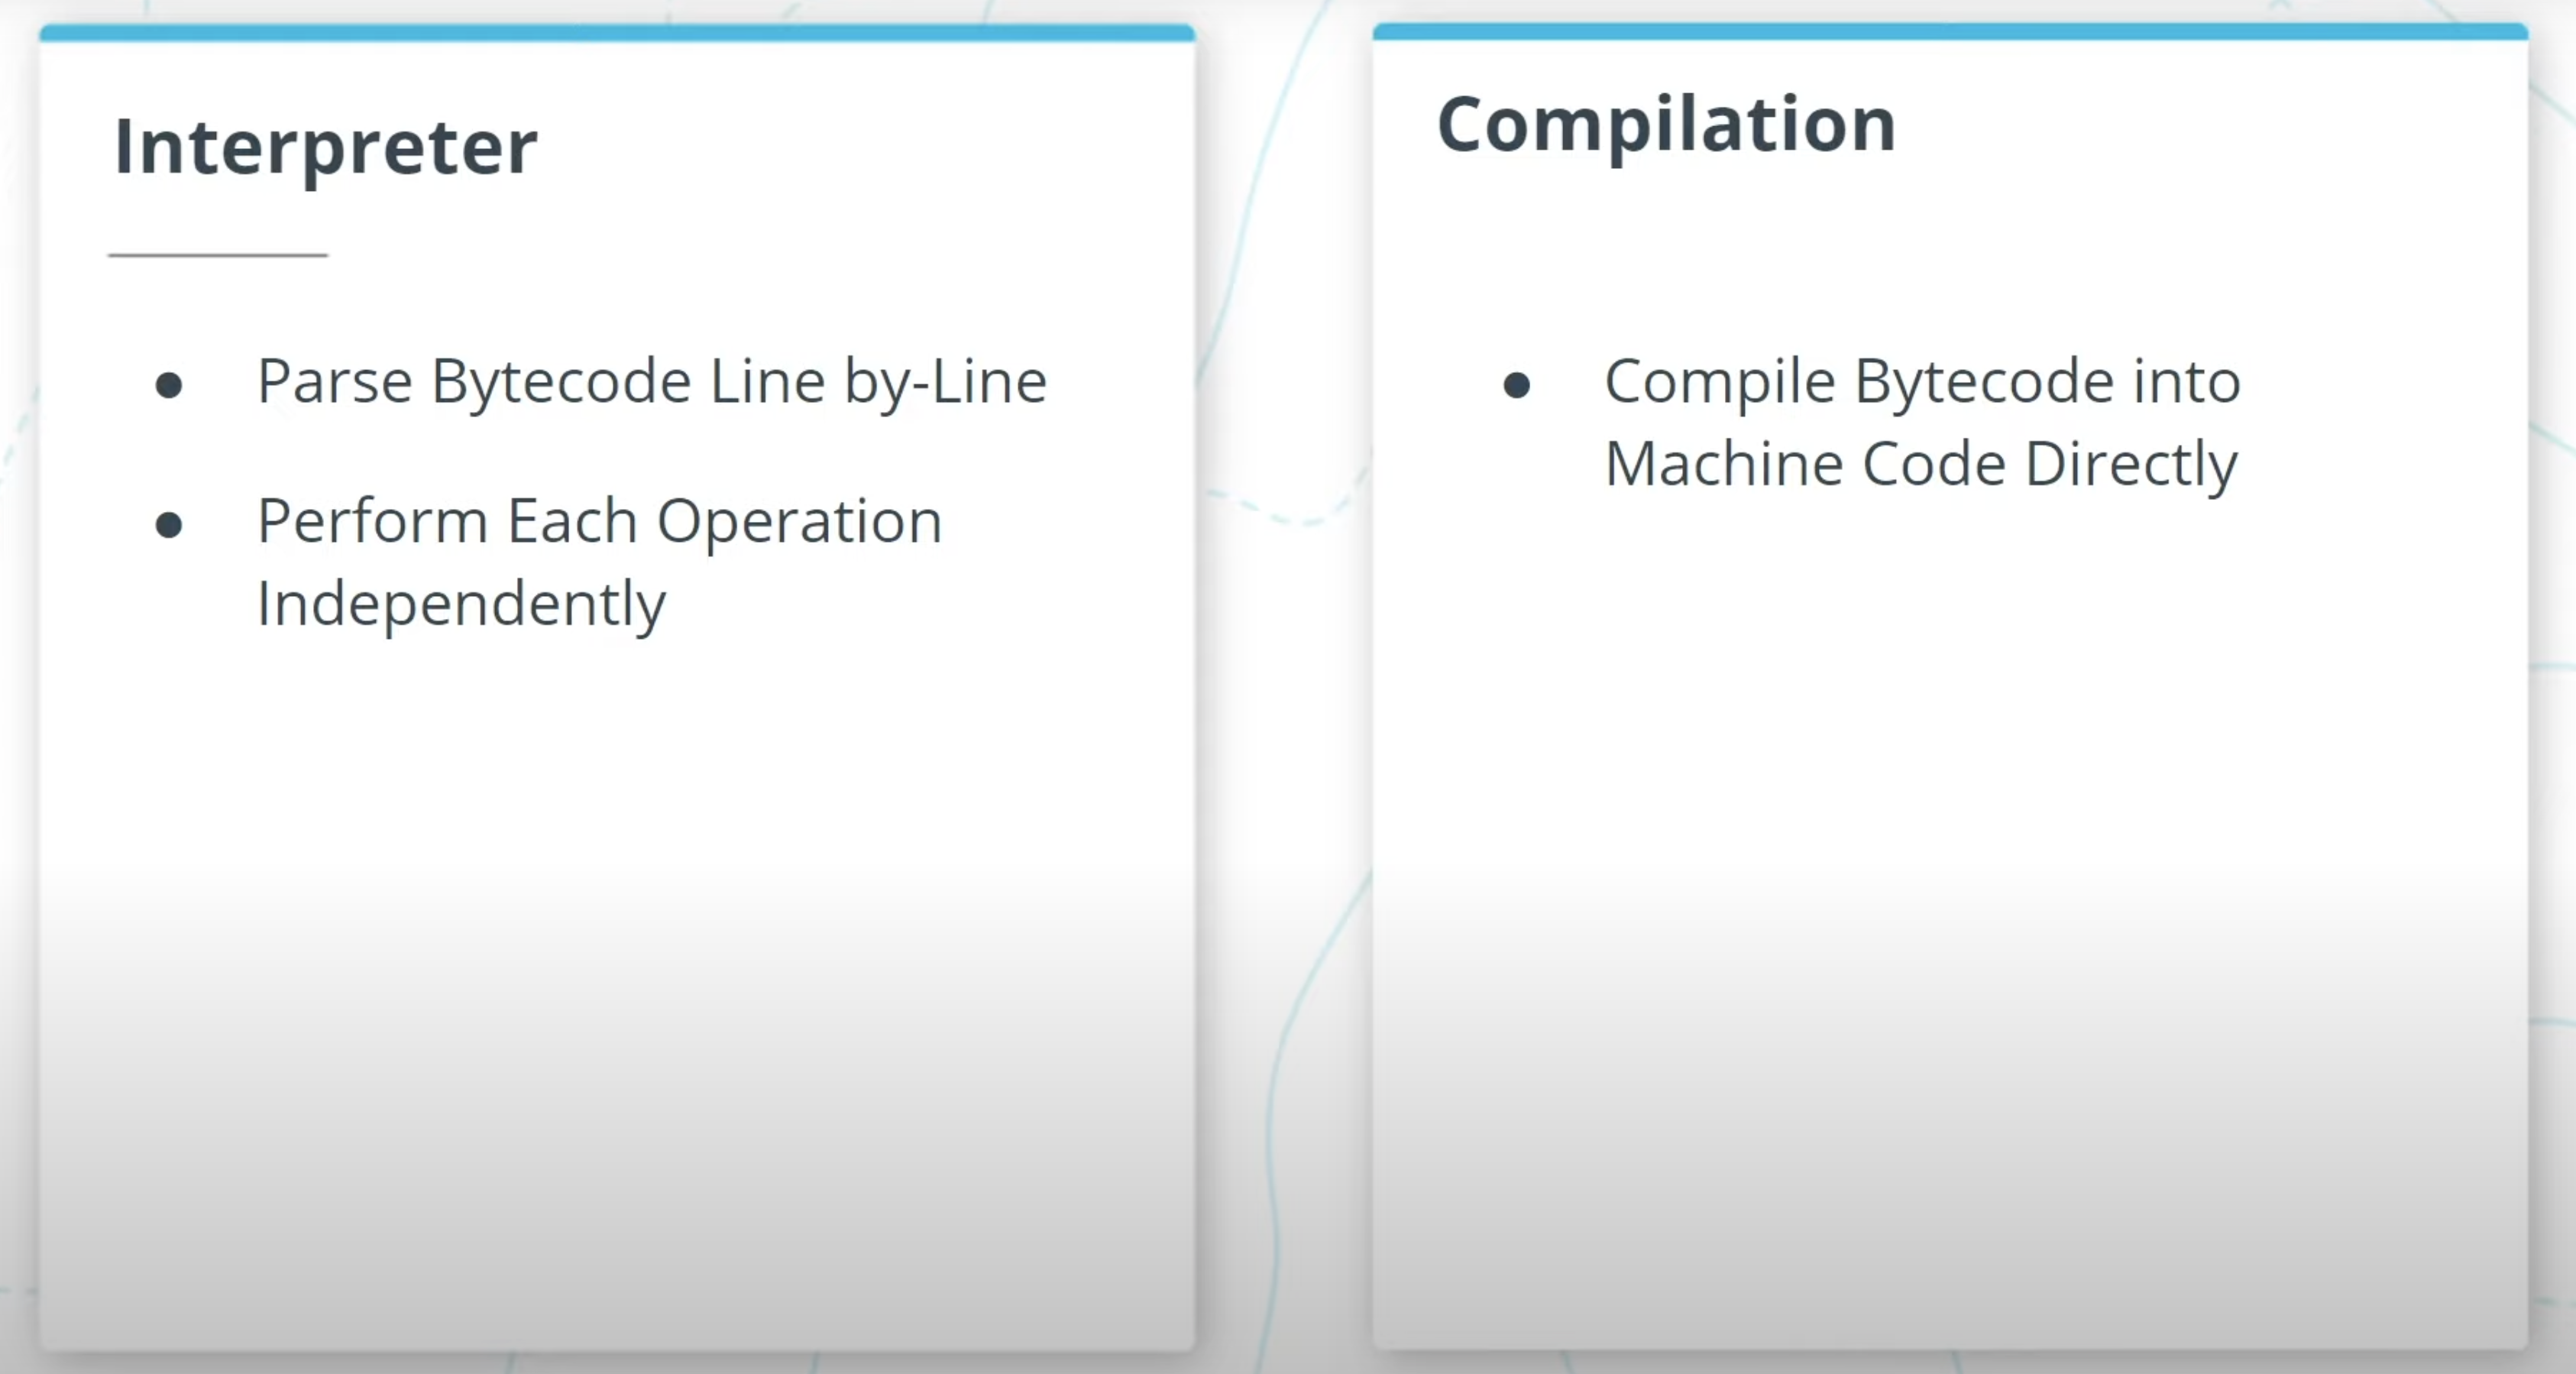 Interpreter
Parse Bytecode Line by-Line
Perform Each Operation
Independently
Compilation
Compile Bytecode into
Machine Code Directly